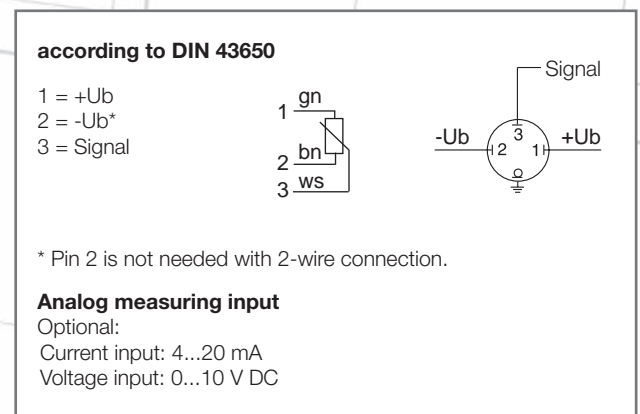 according to DIN 43650
1 = +Ub
2 = -Ub*
3 = Signal
1 gn
2 bn
3 ws
Signal
-Ub
2
3
1
+Ub
* Pin 2 is not needed with 2-wire connection.
Analog measuring input
Optional:
Current input: 4...20 mA
Voltage input: 0...10 V DC